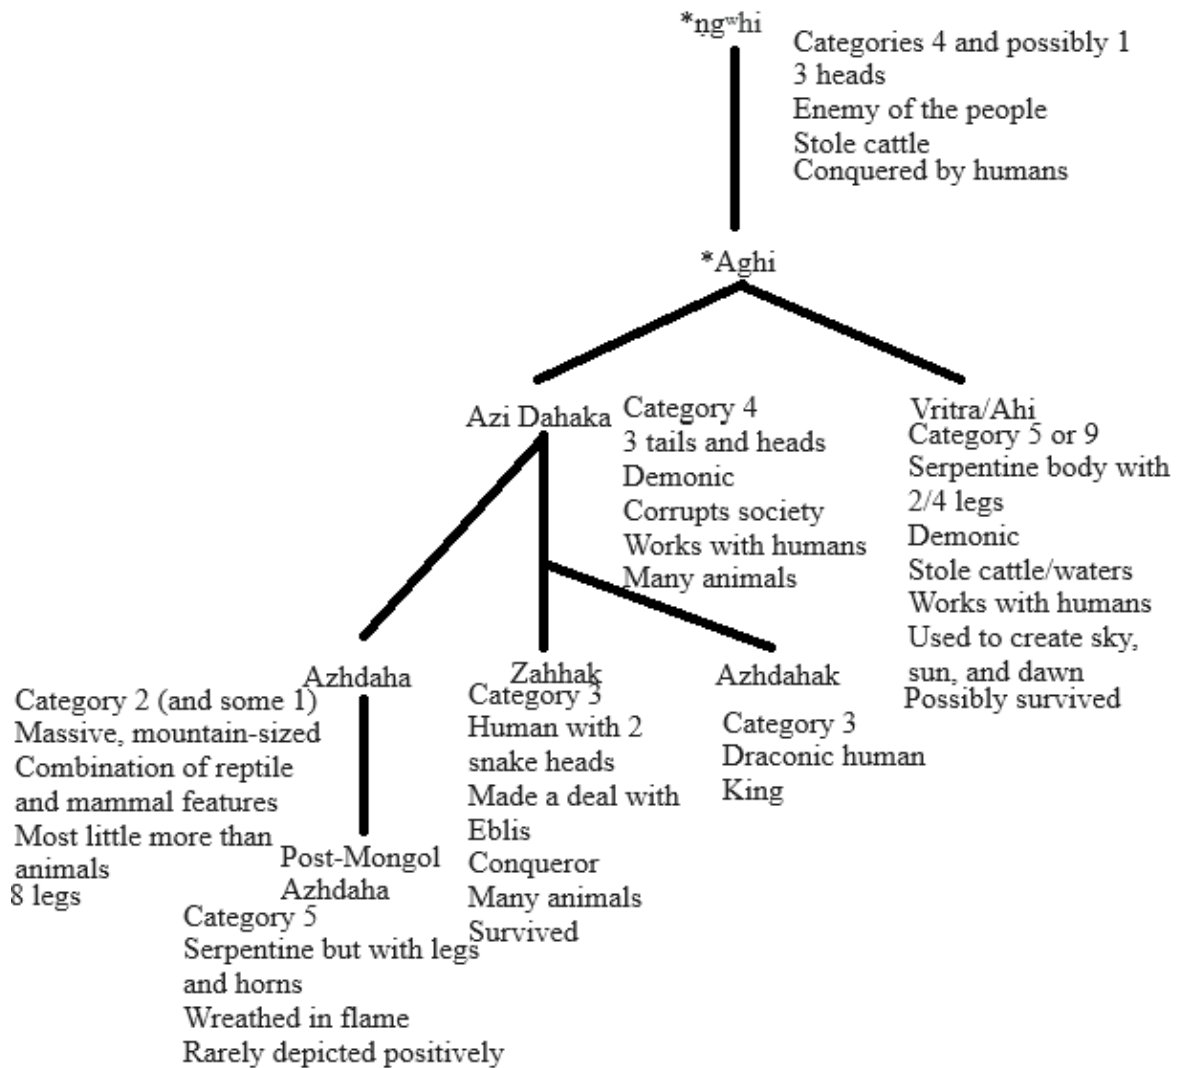 *n̩gʷhi
Categories 4 and possibly 1
3 heads
Enemy of the people
Stole cattle
Conquered by humans
*Aghi
Azi Dahaka
Category 4
3 tails and heads
Demonic
Corrupts society
Works with humans
Many animals
Vritra/Ahi
Category 5 or 9
Serpentine body with
2/4 legs
Demonic
Stole cattle/waters
Works with humans
Used to create sky,
sun, and dawn
Possibly survived
Azhdaha
Category 2 (and some 1)
Massive, mountain-sized
Combination of reptile
and mammal features
Most little more than
animals
8 legs
Post-Mongol
Azhdaha
Category 5
Serpentine but with legs
and horns
Wreathed in flame
Rarely depicted positively
Zahhak
Category 3
Human with 2
snake heads
Made a deal with
Eblis
Conqueror
Many animals
Survived
Azhdahak
Category 3
Draconic human
King